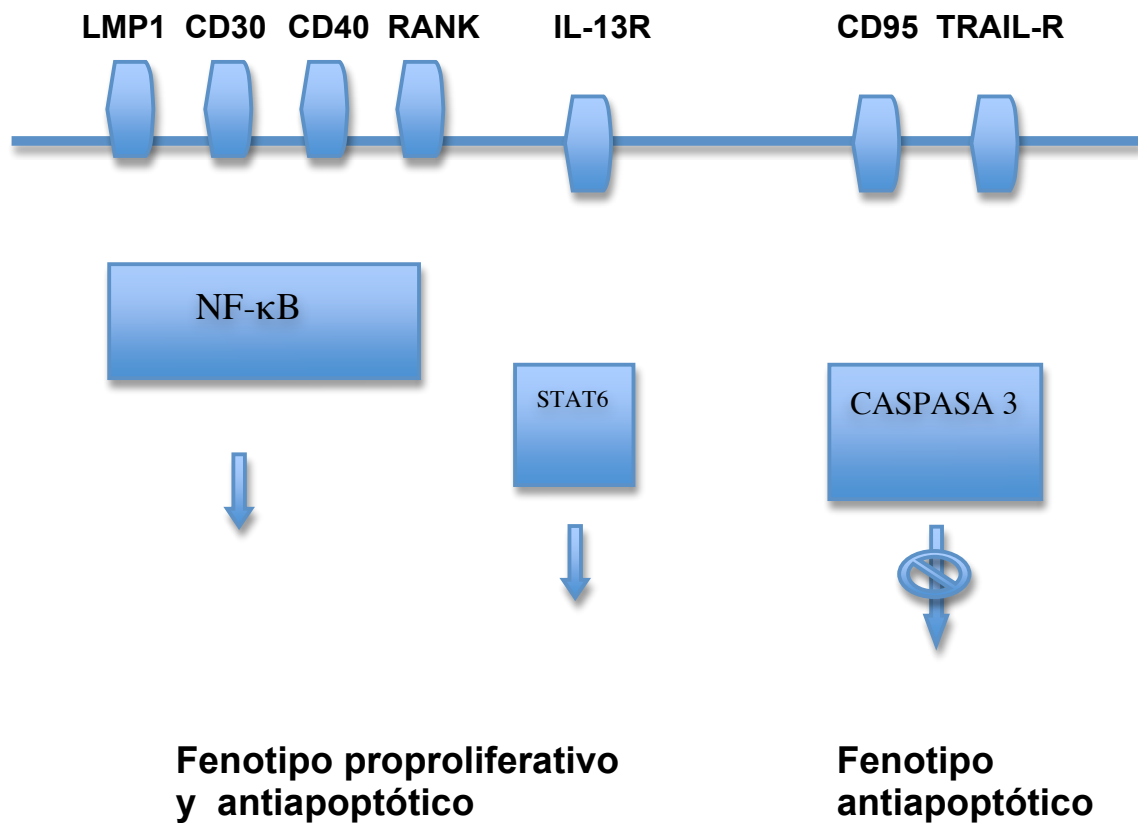 LMP1 CD30 CD40 RANK IL-13R CD95 TRAIL-R
NF-κB
STAT6
CASPASA 3
Fenotipo proproliferativo
y antiapoptótico
Fenotipo
antiapoptótico